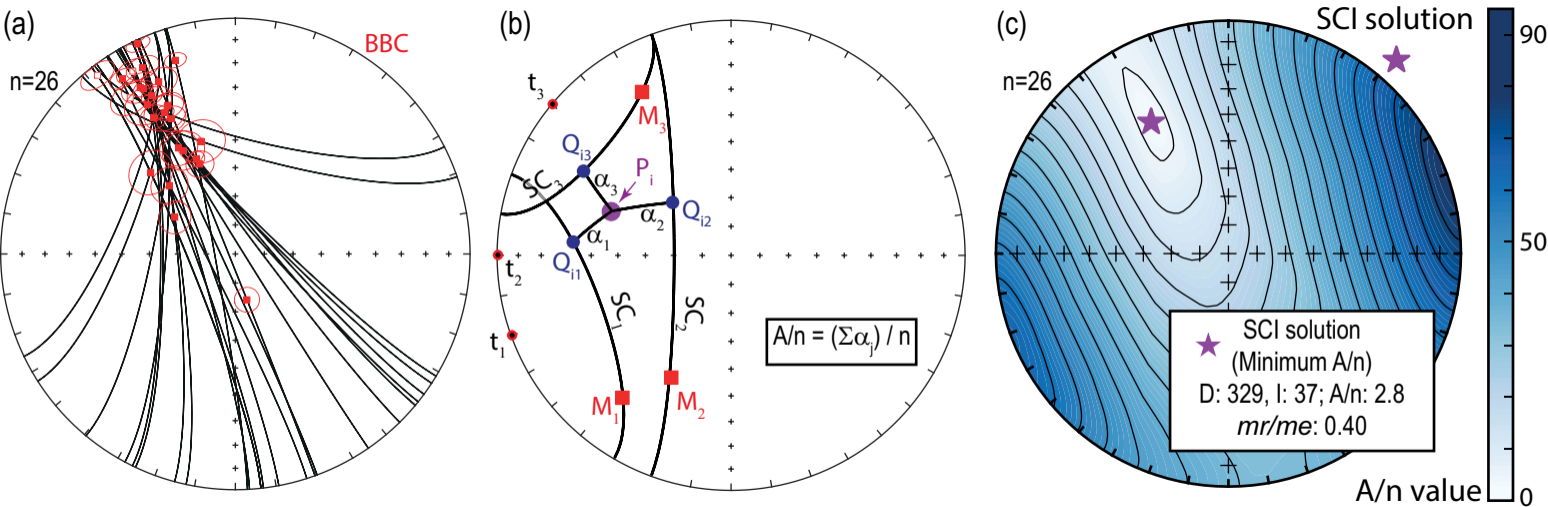 (a)
BBC
n=26
(b)
t₃
M₃
Qᵢ₃
Pᵢ
SC₃
α₃
α₂
Qᵢ₂
α₁
t₂
Qᵢ₁
SC₁
SC₂
t₁
A/n = (Σαⱼ) / n
M₁
M₂
(c)
SCI solution
n=26
90
50
0
SCI solution
(Minimum A/n)
D: 329, I: 37; A/n: 2.8
mr/me: 0.40
A/n value